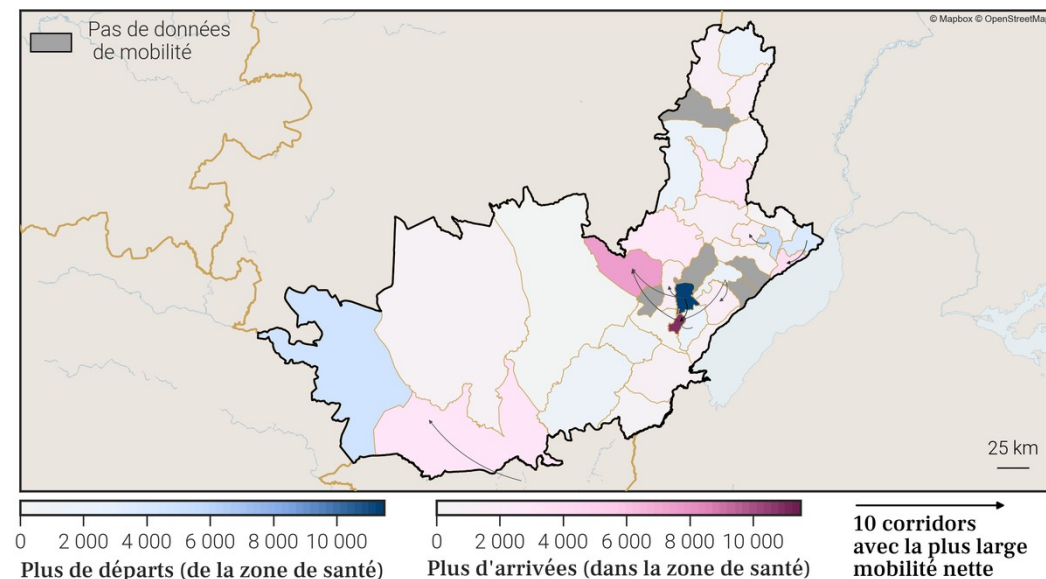 Pas de données
de mobilité
© Mapbox © OpenStreetMap
25 km
0 2 000 4 000 6 000 8 000 10 000
Plus de départs (de la zone de santé)
0 2 000 4 000 6 000 8 000 10 000
Plus d'arrivées (dans la zone de santé)
10 corridors
avec la plus large
mobilité nette